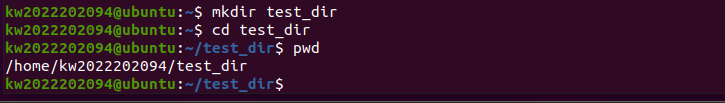 kw2022202094@ubuntu:~$ mkdir test_dir
kw2022202094@ubuntu:~$ cd test_dir
kw2022202094@ubuntu:~/test_dir$ pwd
/home/kw2022202094/test_dir
kw2022202094@ubuntu:~/test_dir$